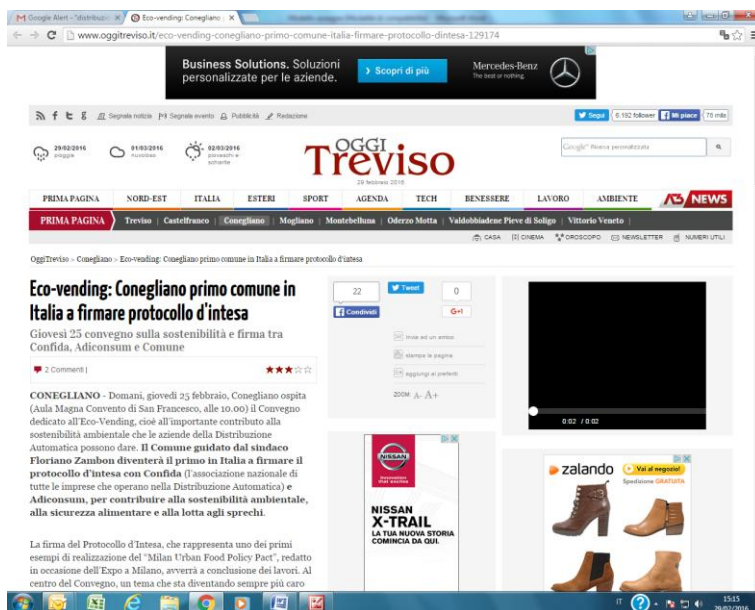 Google Alert - "distribuzio
Eco-vending: Conegliano p
www.oggitreviso.it/eco-vending-conegliano-primo-comune-italia-firmare-protocollo-dintesa-129174
Business Solutions. Soluzioni
personalizzate per le aziende.
> Scopri di più
Mercedes-Benz
The best or nothing.
Segnala notizia
Segnala evento
Pubblicità
Redazione
Segui
6.192 follower
Mi piace
29/02/2016
pioggia
01/03/2016
nuvoloso
02/03/2016
piovaschi e
schiarite
OGGI
Treviso
29 febbraio 2016
Google™ Ricerca personalizzata
PRIMA PAGINA NORD-EST ITALIA ESTERI SPORT AGENDA TECH BENESSERE LAVORO AMBIENTE
NEWS
PRIMA PAGINA Treviso | Castelfranco | Conegliano | Mogliano | Montebelluna | Oderzo Motta | Valdobbiadene Pieve di Soligo | Vittorio Veneto |
CASA CINEMA OROSCOPO NEWSLETTER NUMERI UTILI
OggiTreviso > Conegliano > Eco-vending: Conegliano primo comune in Italia a firmare protocollo d'intesa
Eco-vending: Conegliano primo comune in
Italia a firmare protocollo d'intesa
Giovesì 25 convegno sulla sostenibilità e firma tra
Confida, Adiconsum e Comune
2 Commenti |
CONEGLIANO - Domani, giovedì 25 febbraio, Conegliano ospita
(Aula Magna Convento di San Francesco, alle 10.00) il Convegno
dedicato all'Eco-Vending, cioè all'importante contributo alla
sostenibilità ambientale che le aziende della Distribuzione
Automatica possono dare. Il Comune guidato dal sindaco
Floriano Zambon diventerà il primo in Italia a firmare il
protocollo d'intesa con Confida (l'associazione nazionale di
tutte le imprese che operano nella Distribuzione Automatica) e
Adiconsum, per contribuire alla sostenibilità ambientale,
alla sicurezza alimentare e alla lotta agli sprechi.
La firma del Protocollo d'Intesa, che rappresenta uno dei primi
esempi di realizzazione del "Milan Urban Food Policy Pact", redatto
in occasione dell'Expo a Milano, avverrà a conclusione dei lavori. Al
centro del Convegno, un tema che sta diventando sempre più caro
22
Tweet
0
Condividi
G+1
invia ad un amico
stampa la pagina
aggiungi ai preferiti
ZOOM A- A+
0:02 / 0:02
NISSAN
Innovation
that excites
NISSAN
X-TRAIL
LA TUA NUOVA STORIA
COMINCIA DA QUI.
zalando
Vai al negozio!
Spedizione GRATUITA
IT
15:15
29/02/2016